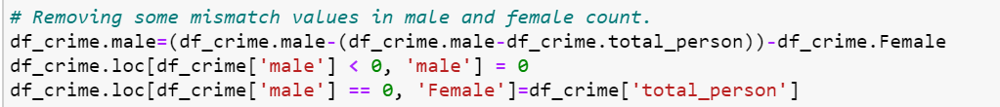 # Removing some mismatch values in male and female count.
df_crime.male=(df_crime.male-(df_crime.male-df_crime.total_person))-df_crime.Female
df_crime.loc[df_crime['male'] < 0, 'male'] = 0
df_crime.loc[df_crime['male'] == 0, 'Female']=df_crime['total_person']